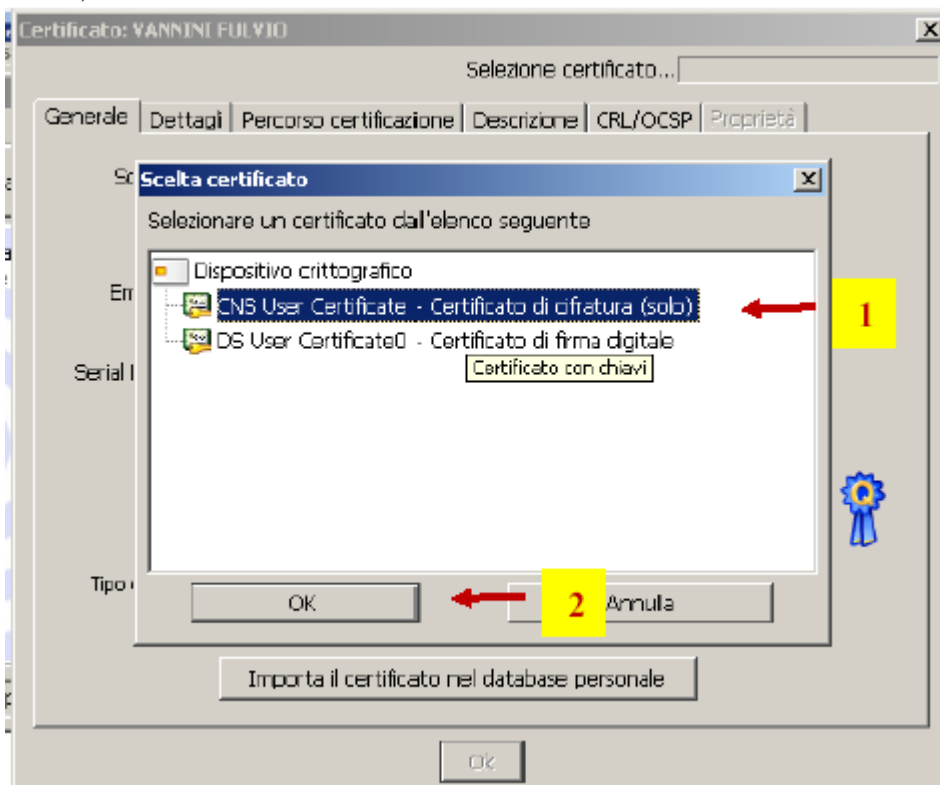 Certificato: VANNINI FULVIO
Selezione certificato...
Generale Dettagli Percorso certificazione Descrizione CRL/OCSP Proprietà
Scelta certificato
Selezionare un certificato dall'elenco seguente
Dispositivo crittografico
CNS User Certificate - Certificato di cifratura (solo)
1
DS User Certificate0 - Certificato di firma digitale
Certificato con chiavi
Serial
Tipo
OK
2
Annulla
Importa il certificato nel database personale
Ok